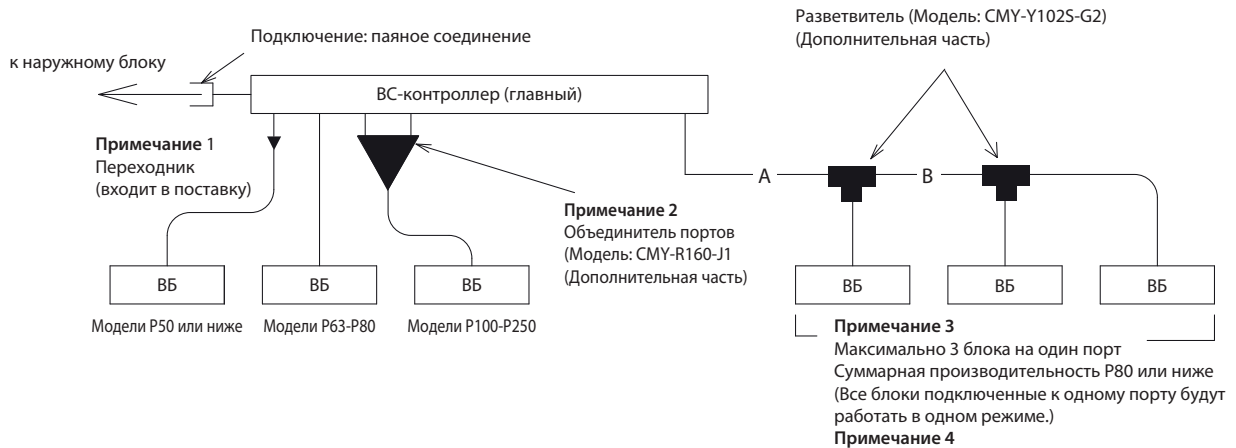 Разветвитель (Модель: CMY-Y102S-G2)
(Дополнительная часть)
Подключение: паяное соединение
к наружному блоку
ВС-контроллер (главный)
Примечание 1
Переходник
(входит в поставку)
A
B
Примечание 2
Объединитель портов
(Модель: CMY-R160-J1
(Дополнительная часть)
ВБ
ВБ
ВБ
ВБ
ВБ
ВБ
Модели P50 или ниже
Модели P63-P80
Модели P100-P250
Примечание 3
Максимально 3 блока на один порт
Суммарная производительность P80 или ниже
(Все блоки подключенные к одному порту будут
работать в одном режиме.)
Примечание 4